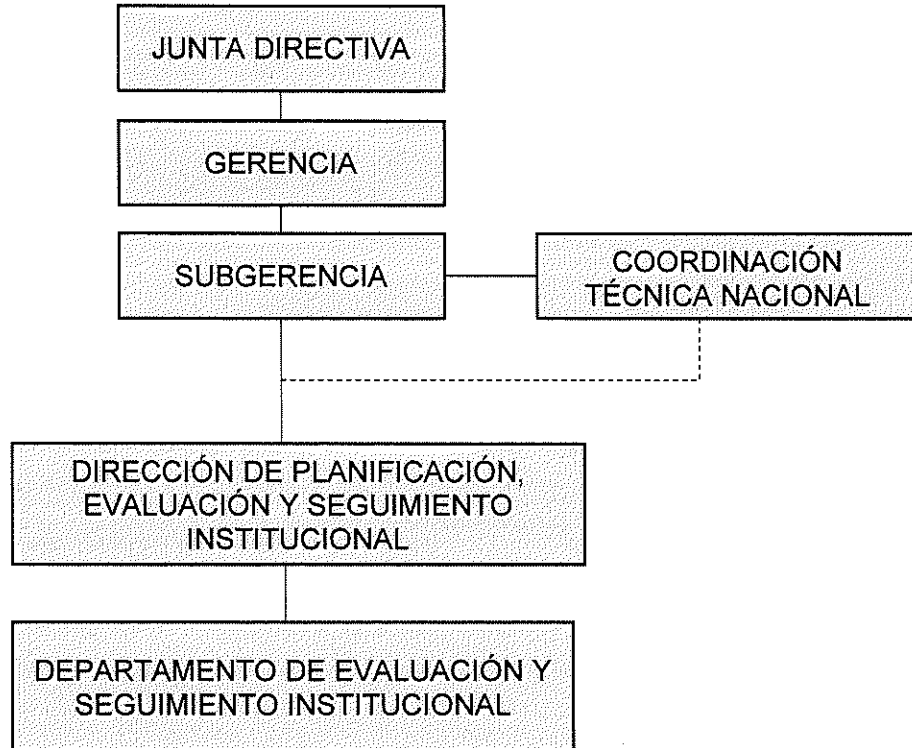 JUNTA DIRECTIVA
GERENCIA
SUBGERENCIA
COORDINACIÓN
TÉCNICA NACIONAL
DIRECCIÓN DE PLANIFICACIÓN,
EVALUACIÓN Y SEGUIMIENTO
INSTITUCIONAL
DEPARTAMENTO DE EVALUACIÓN Y
SEGUIMIENTO INSTITUCIONAL